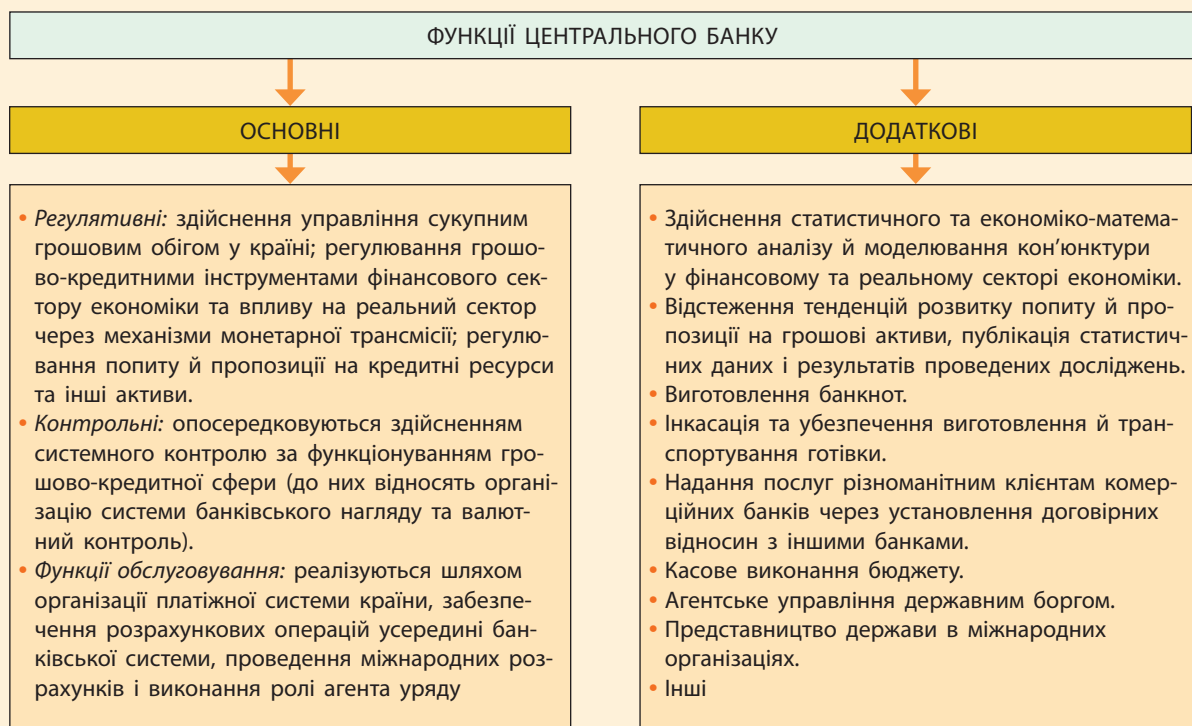 ФУНКЦІЇ ЦЕНТРАЛЬНОГО БАНКУ
ОСНОВНІ
• Регулятивні: здійснення управління сукупним
грошовим обігом у країні; регулювання грошо-
во-кредитними інструментами фінансового сек-
тору економіки та впливу на реальний сектор
через механізми монетарної трансмісії; регулю-
вання попиту й пропозиції на кредитні ресурси
та інші активи.
• Контрольні: опосередковуються здійсненням
системного контролю за функціонуванням гро-
шово-кредитної сфери (до них відносять органі-
зацію системи банківського нагляду та валют-
ний контроль).
• Функції обслуговування: реалізуються шляхом
організації платіжної системи країни, забезпе-
чення розрахункових операцій усередині бан-
ківської системи, проведення міжнародних роз-
рахунків і виконання ролі агента уряду
ДОДАТКОВІ
• Здійснення статистичного та економіко-матема-
тичного аналізу й моделювання кон’юнктури
у фінансовому та реальному секторі економіки.
• Відстеження тенденцій розвитку попиту й про-
позиції на грошові активи, публікація статистич-
них даних і результатів проведених досліджень.
• Виготовлення банкнот.
• Інкасація та убезпечення виготовлення й тран-
спортування готівки.
• Надання послуг різноманітним клієнтам комер-
ційних банків через установлення договірних
відносин з іншими банками.
• Касове виконання бюджету.
• Агентське управління державним боргом.
• Представництво держави в міжнародних
організаціях.
• Інші